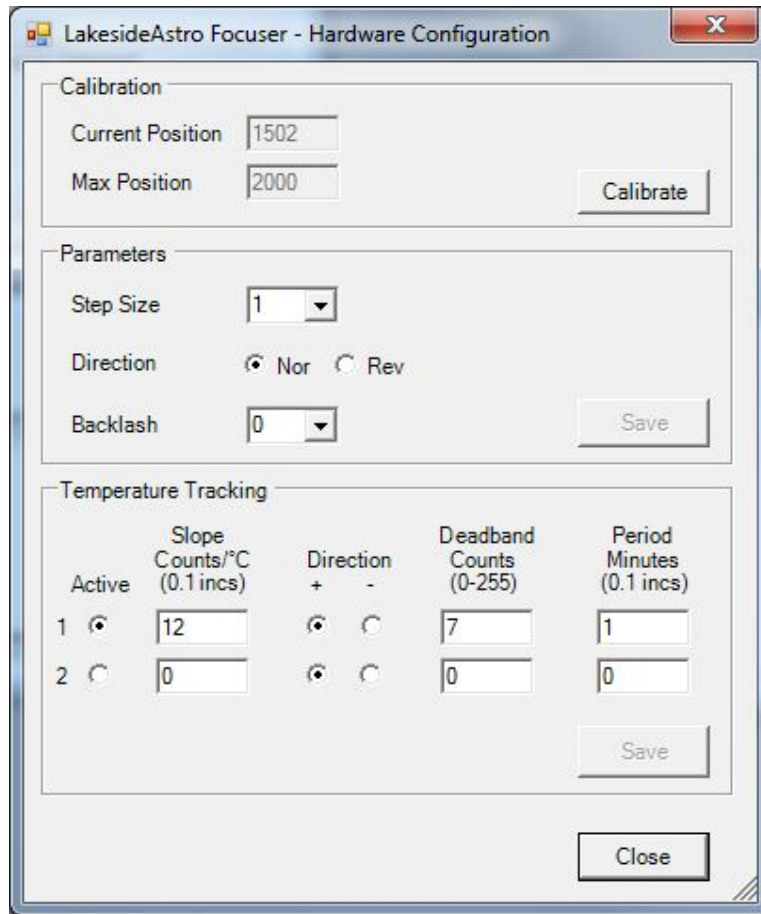 LakesideAstro Focuser - Hardware Configuration
Calibration
Current Position 1502
Max Position 2000
Calibrate
Parameters
Step Size 1
Direction Nor Rev
Backlash 0 Save
Temperature Tracking
Slope Deadband Period
Counts/°C Direction Counts Minutes
Active (0.1 incs) + - (0-255) (0.1 incs)
1 12 7 1
2 0 0 0
Save
Close